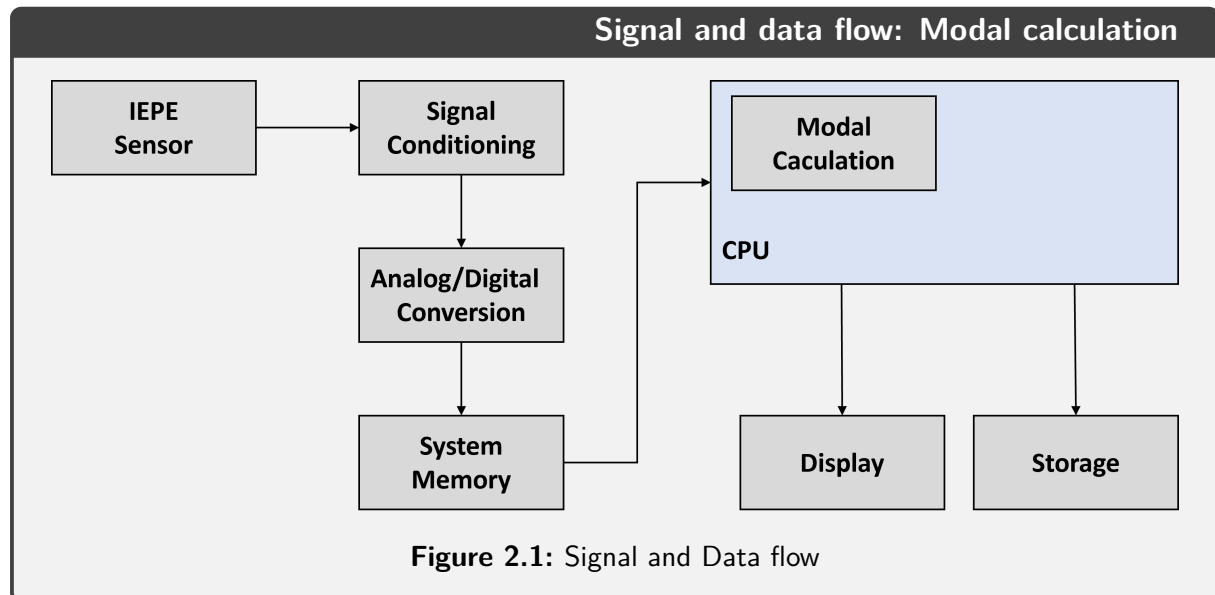 Signal and data flow: Modal calculation
IEPE
Sensor
Signal
Conditioning
Modal
Caculation
CPU
Analog/Digital
Conversion
System
Memory
Display
Storage
Figure 2.1: Signal and Data flow